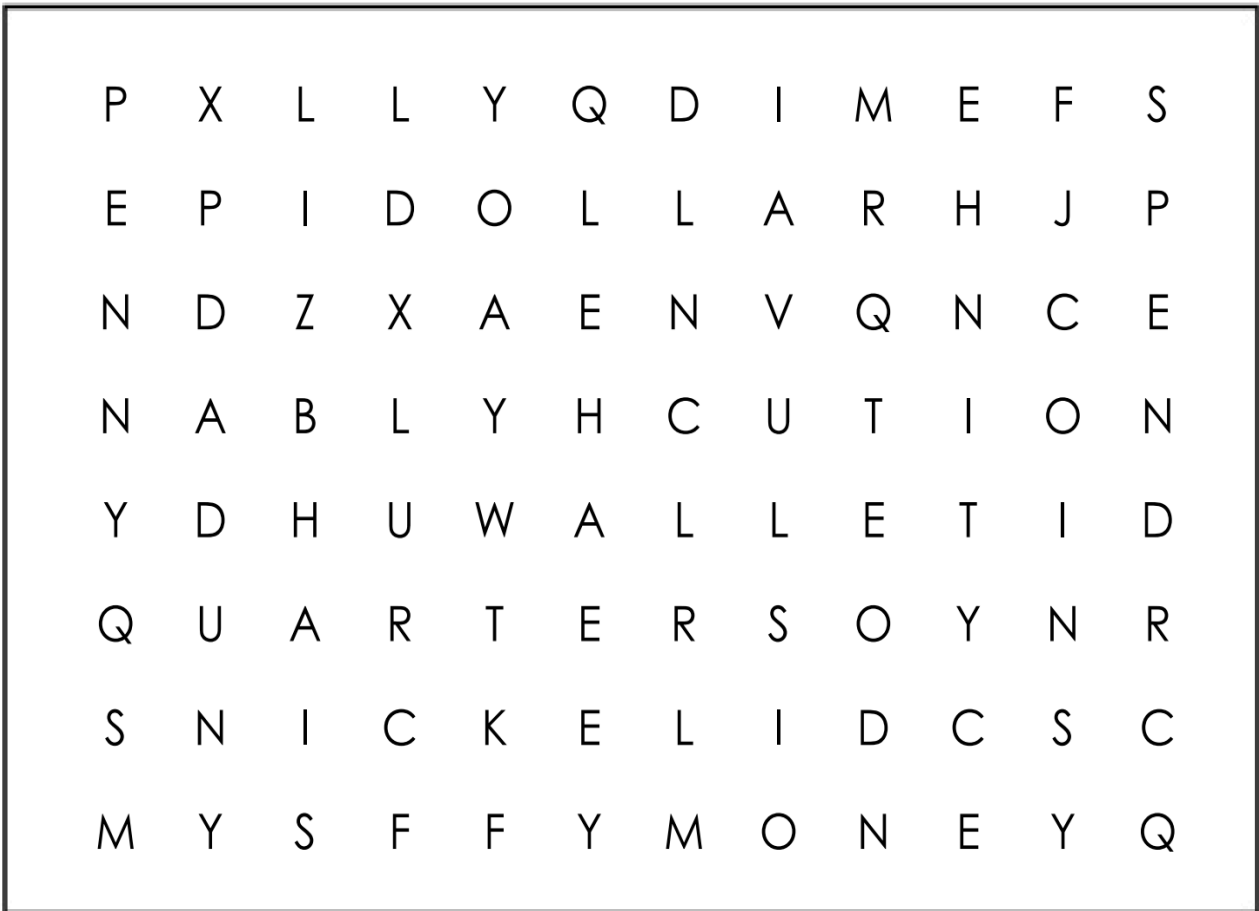 P X L L Y Q D I M E F S
E P I D O L L A R H J P
N D Z X A E N V Q N C E
N A B L Y H C U T I O N
Y D H U W A L L E T I D
Q U A R T E R S O Y N R
S N I C K E L I D C S C
M Y S F F Y M O N E Y Q